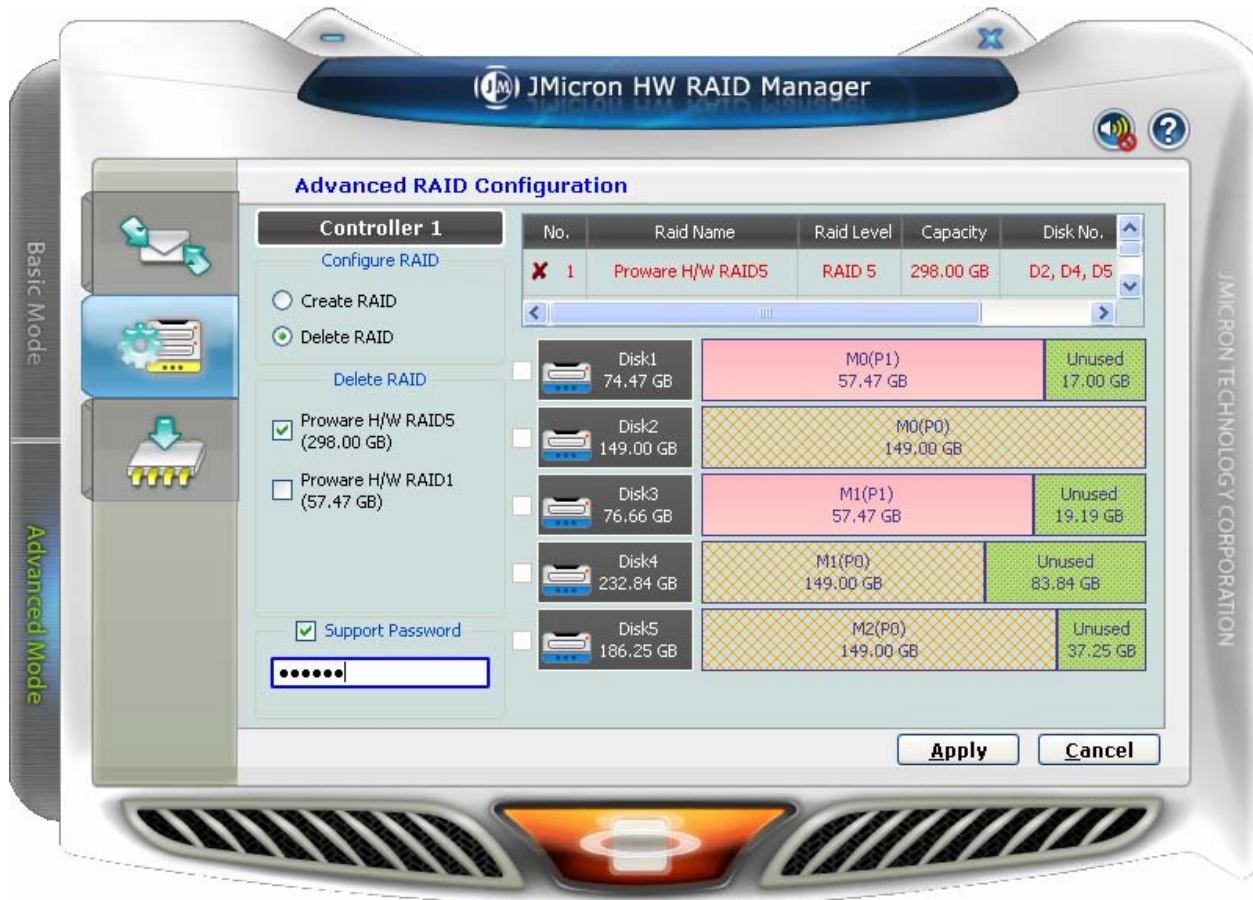 JM JMicron HW RAID Manager
Advanced RAID Configuration
Basic Mode
Advanced Mode
Controller 1
Configure RAID
Create RAID
Delete RAID
Delete RAID
Proware H/W RAID5
(298.00 GB)
Proware H/W RAID1
(57.47 GB)
Support Password
●●●●●●
No. Raid Name Raid Level Capacity Disk No.
1 Proware H/W RAID5 RAID 5 298.00 GB D2, D4, D5
Disk1
74.47 GB
M0(P1)
57.47 GB
Unused
17.00 GB
Disk2
149.00 GB
M0(P0)
149.00 GB
Disk3
76.66 GB
M1(P1)
57.47 GB
Unused
19.19 GB
Disk4
232.84 GB
M1(P0)
149.00 GB
Unused
83.84 GB
Disk5
186.25 GB
M2(P0)
149.00 GB
Unused
37.25 GB
Apply Cancel
JMICRON TECHNOLOGY CORPORATION